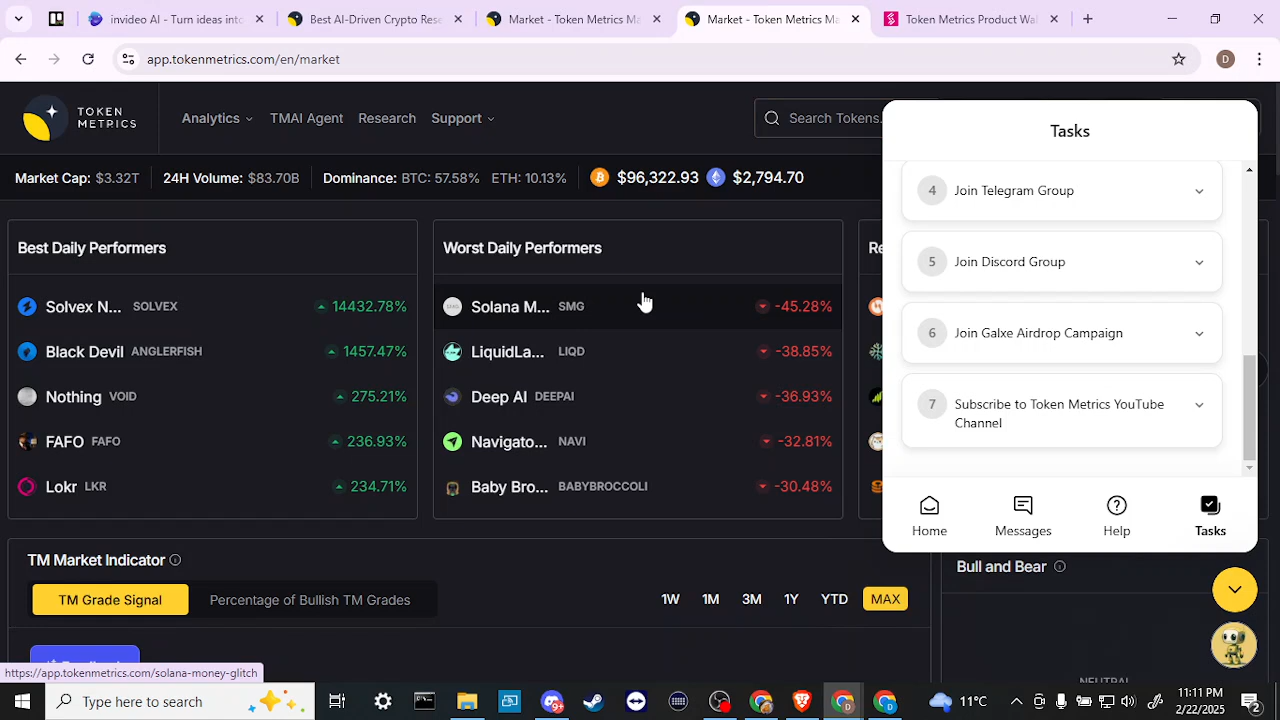 invideo AI - Turn ideas into
Best AI-Driven Crypto Rese
Market - Token Metrics Ma
Market - Token Metrics Ma
Token Metrics Product Wal
app.tokenmetrics.com/en/market
D
TOKEN
METRICS
Analytics
TMAI Agent
Research
Support
Search Tokens,
Market Cap: $3.32T
24H Volume: $83.70B
Dominance: BTC: 57.58% ETH: 10.13%
$96,322.93
$2,794.70
Best Daily Performers
Solvex N... SOLVEX 14432.78%
Black Devil ANGLERFISH 1457.47%
Nothing VOID 275.21%
FAFO FAFO 236.93%
Lokr LKR 234.71%
Worst Daily Performers
Solana M... SMG -45.28%
LiquidLa... LIQD -38.85%
Deep AI DEEPAI -36.93%
Navigato... NAVI -32.81%
Baby Bro... BABYBROCCOLI -30.48%
Re
Tasks
4 Join Telegram Group
5 Join Discord Group
6 Join Galxe Airdrop Campaign
7 Subscribe to Token Metrics YouTube
Channel
Home
Messages
Help
Tasks
TM Market Indicator
TM Grade Signal
Percentage of Bullish TM Grades
1W
1M
3M
1Y
YTD
MAX
Bull and Bear
NEUTRAL
https://app.tokenmetrics.com/solana-money-glitch
Type here to search
9+
11°C
11:11 PM
2/22/2025
2